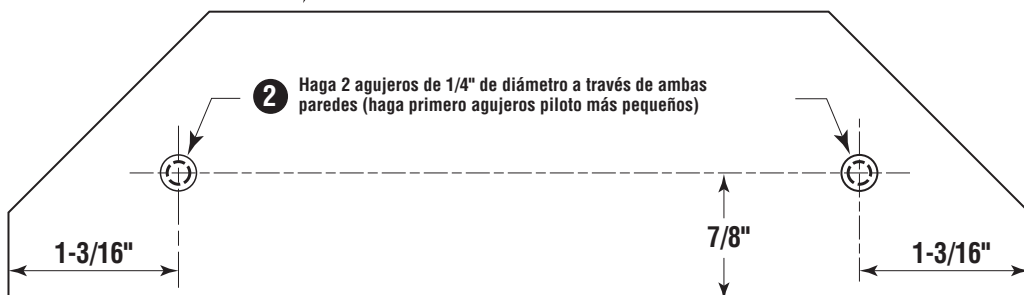 2 Haga 2 agujeros de 1/4" de diámetro a través de ambas
paredes (haga primero agujeros piloto más pequeños)
7/8"
1-3/16" 1-3/16"